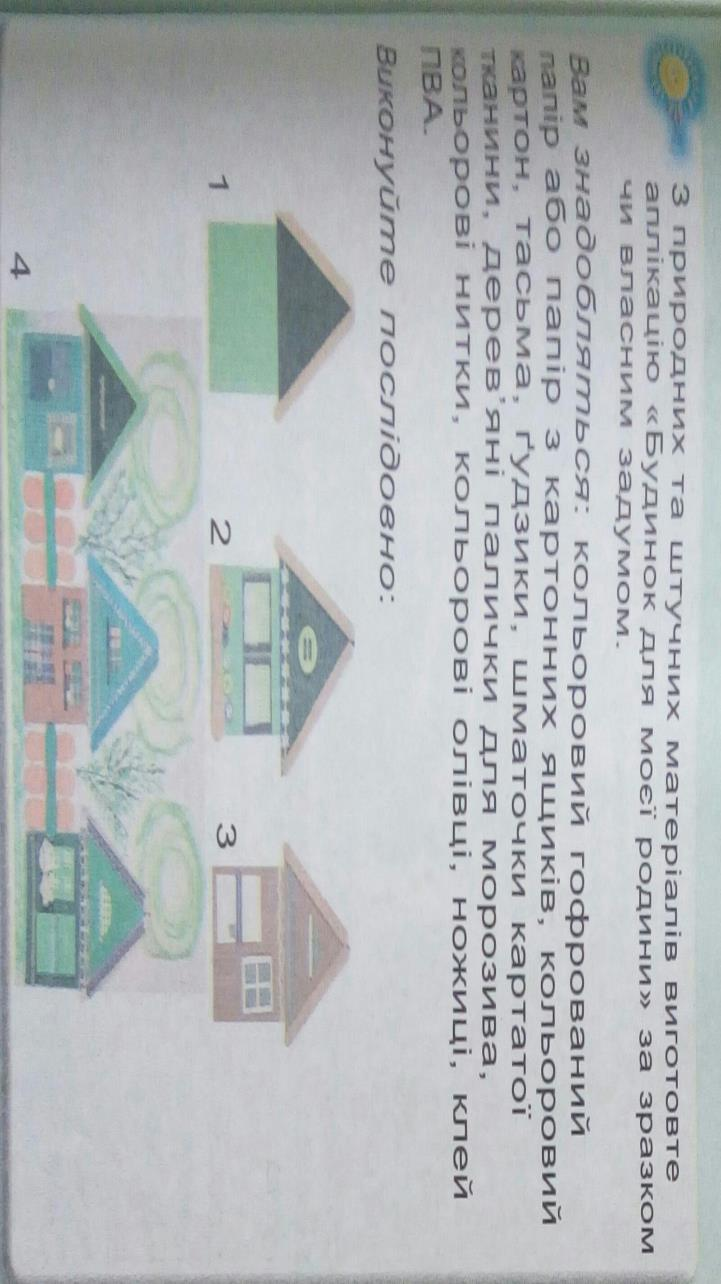 З природних та штучних матеріалів виготовте
аплікацію «Будинок для моєї родини» за зразком
чи власним задумом.
Вам знадобляться: кольоровий гофрований
папір або папір з картонних ящиків, кольоровий
картон, тасьма, ґудзики, шматочки картатої
тканини, дерев'яні палички для морозива,
кольорові нитки, кольорові олівці, ножиці, клей
ПВА.
Виконуйте послідовно:
1 2 3
4